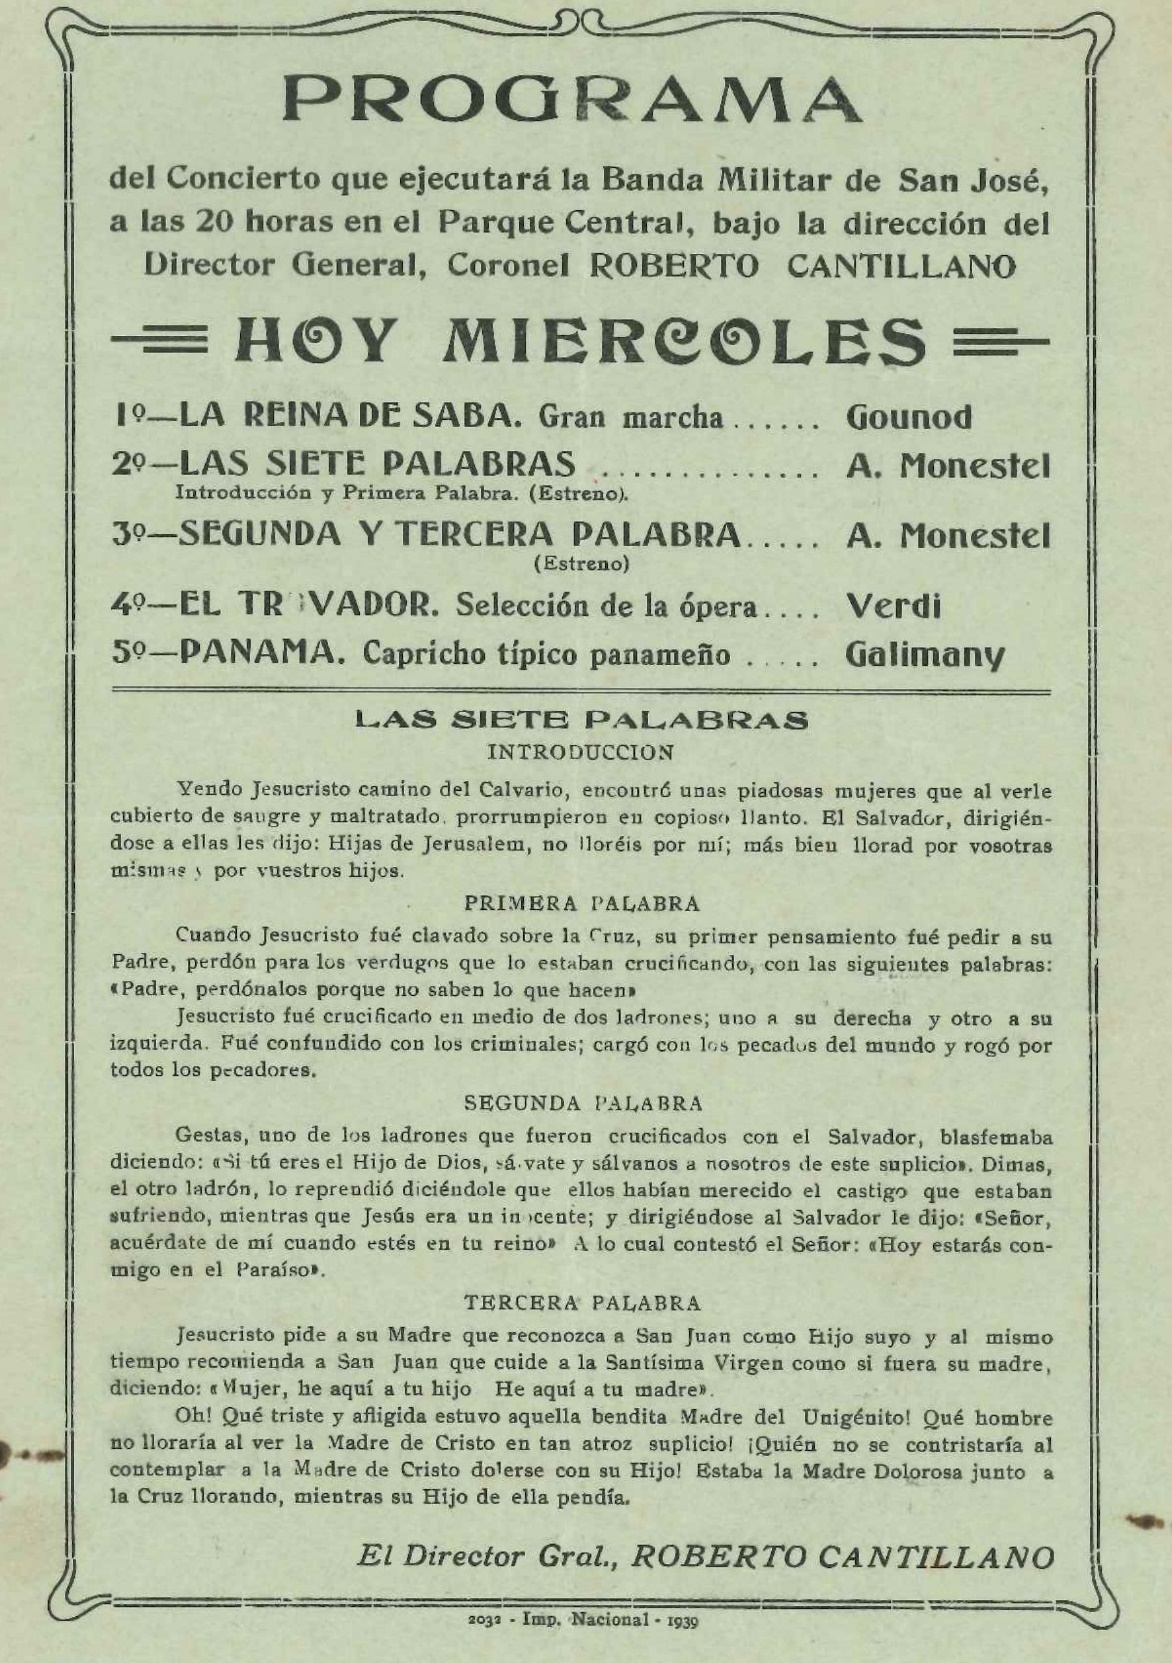 PROGRAMA
del Concierto que ejecutará la Banda Militar de San José,
a las 20 horas en el Parque Central, bajo la dirección del
Director General, Coronel ROBERTO CANTILLANO
HOY MIERCOLES
1º—LA REINA DE SABA. Gran marcha ...... Gounod
2º—LAS SIETE PALABRAS ............. A. Monestel
Introducción y Primera Palabra. (Estreno).
3º—SEGUNDA Y TERCERA PALABRA..... A. Monestel
(Estreno)
4º—EL TROVADOR. Selección de la ópera.... Verdi
5º—PANAMA. Capricho típico panameño ..... Galimany
LAS SIETE PALABRAS
INTRODUCCION
Yendo Jesucristo camino del Calvario, encontró unas piadosas mujeres que al verle
cubierto de sangre y maltratado, prorrumpieron en copioso llanto. El Salvador, dirigién-
dose a ellas les dijo: Hijas de Jerusalem, no lloréis por mí; más bien llorad por vosotras
mismas y por vuestros hijos.
PRIMERA PALABRA
Cuando Jesucristo fué clavado sobre la Cruz, su primer pensamiento fué pedir a su
Padre, perdón para los verdugos que lo estaban crucificando, con las siguientes palabras:
«Padre, perdónalos porque no saben lo que hacen»
Jesucristo fué crucificado en medio de dos ladrones; uno a su derecha y otro a su
izquierda. Fué confundido con los criminales; cargó con los pecados del mundo y rogó por
todos los pecadores.
SEGUNDA PALABRA
Gestas, uno de los ladrones que fueron crucificados con el Salvador, blasfemaba
diciendo: «Si tú eres el Hijo de Dios, sálvate y sálvanos a nosotros de este suplicio». Dimas,
el otro ladrón, lo reprendió diciéndole que ellos habían merecido el castigo que estaban
sufriendo, mientras que Jesús era un inocente; y dirigiéndose al Salvador le dijo: «Señor,
acuérdate de mí cuando estés en tu reino» A lo cual contestó el Señor: «Hoy estarás con-
migo en el Paraíso».
TERCERA PALABRA
Jesucristo pide a su Madre que reconozca a San Juan como Hijo suyo y al mismo
tiempo recomienda a San Juan que cuide a la Santísima Virgen como si fuera su madre,
diciendo: «Mujer, he aquí a tu hijo He aquí a tu madre».
Oh! Qué triste y afligida estuvo aquella bendita Madre del Unigénito! Qué hombre
no lloraría al ver la Madre de Cristo en tan atroz suplicio! ¡Quién no se contristaría al
contemplar a la Madre de Cristo dolerse con su Hijo! Estaba la Madre Dolorosa junto a
la Cruz llorando, mientras su Hijo de ella pendía.
El Director Gral., ROBERTO CANTILLANO
2032 - Imp. Nacional - 1939